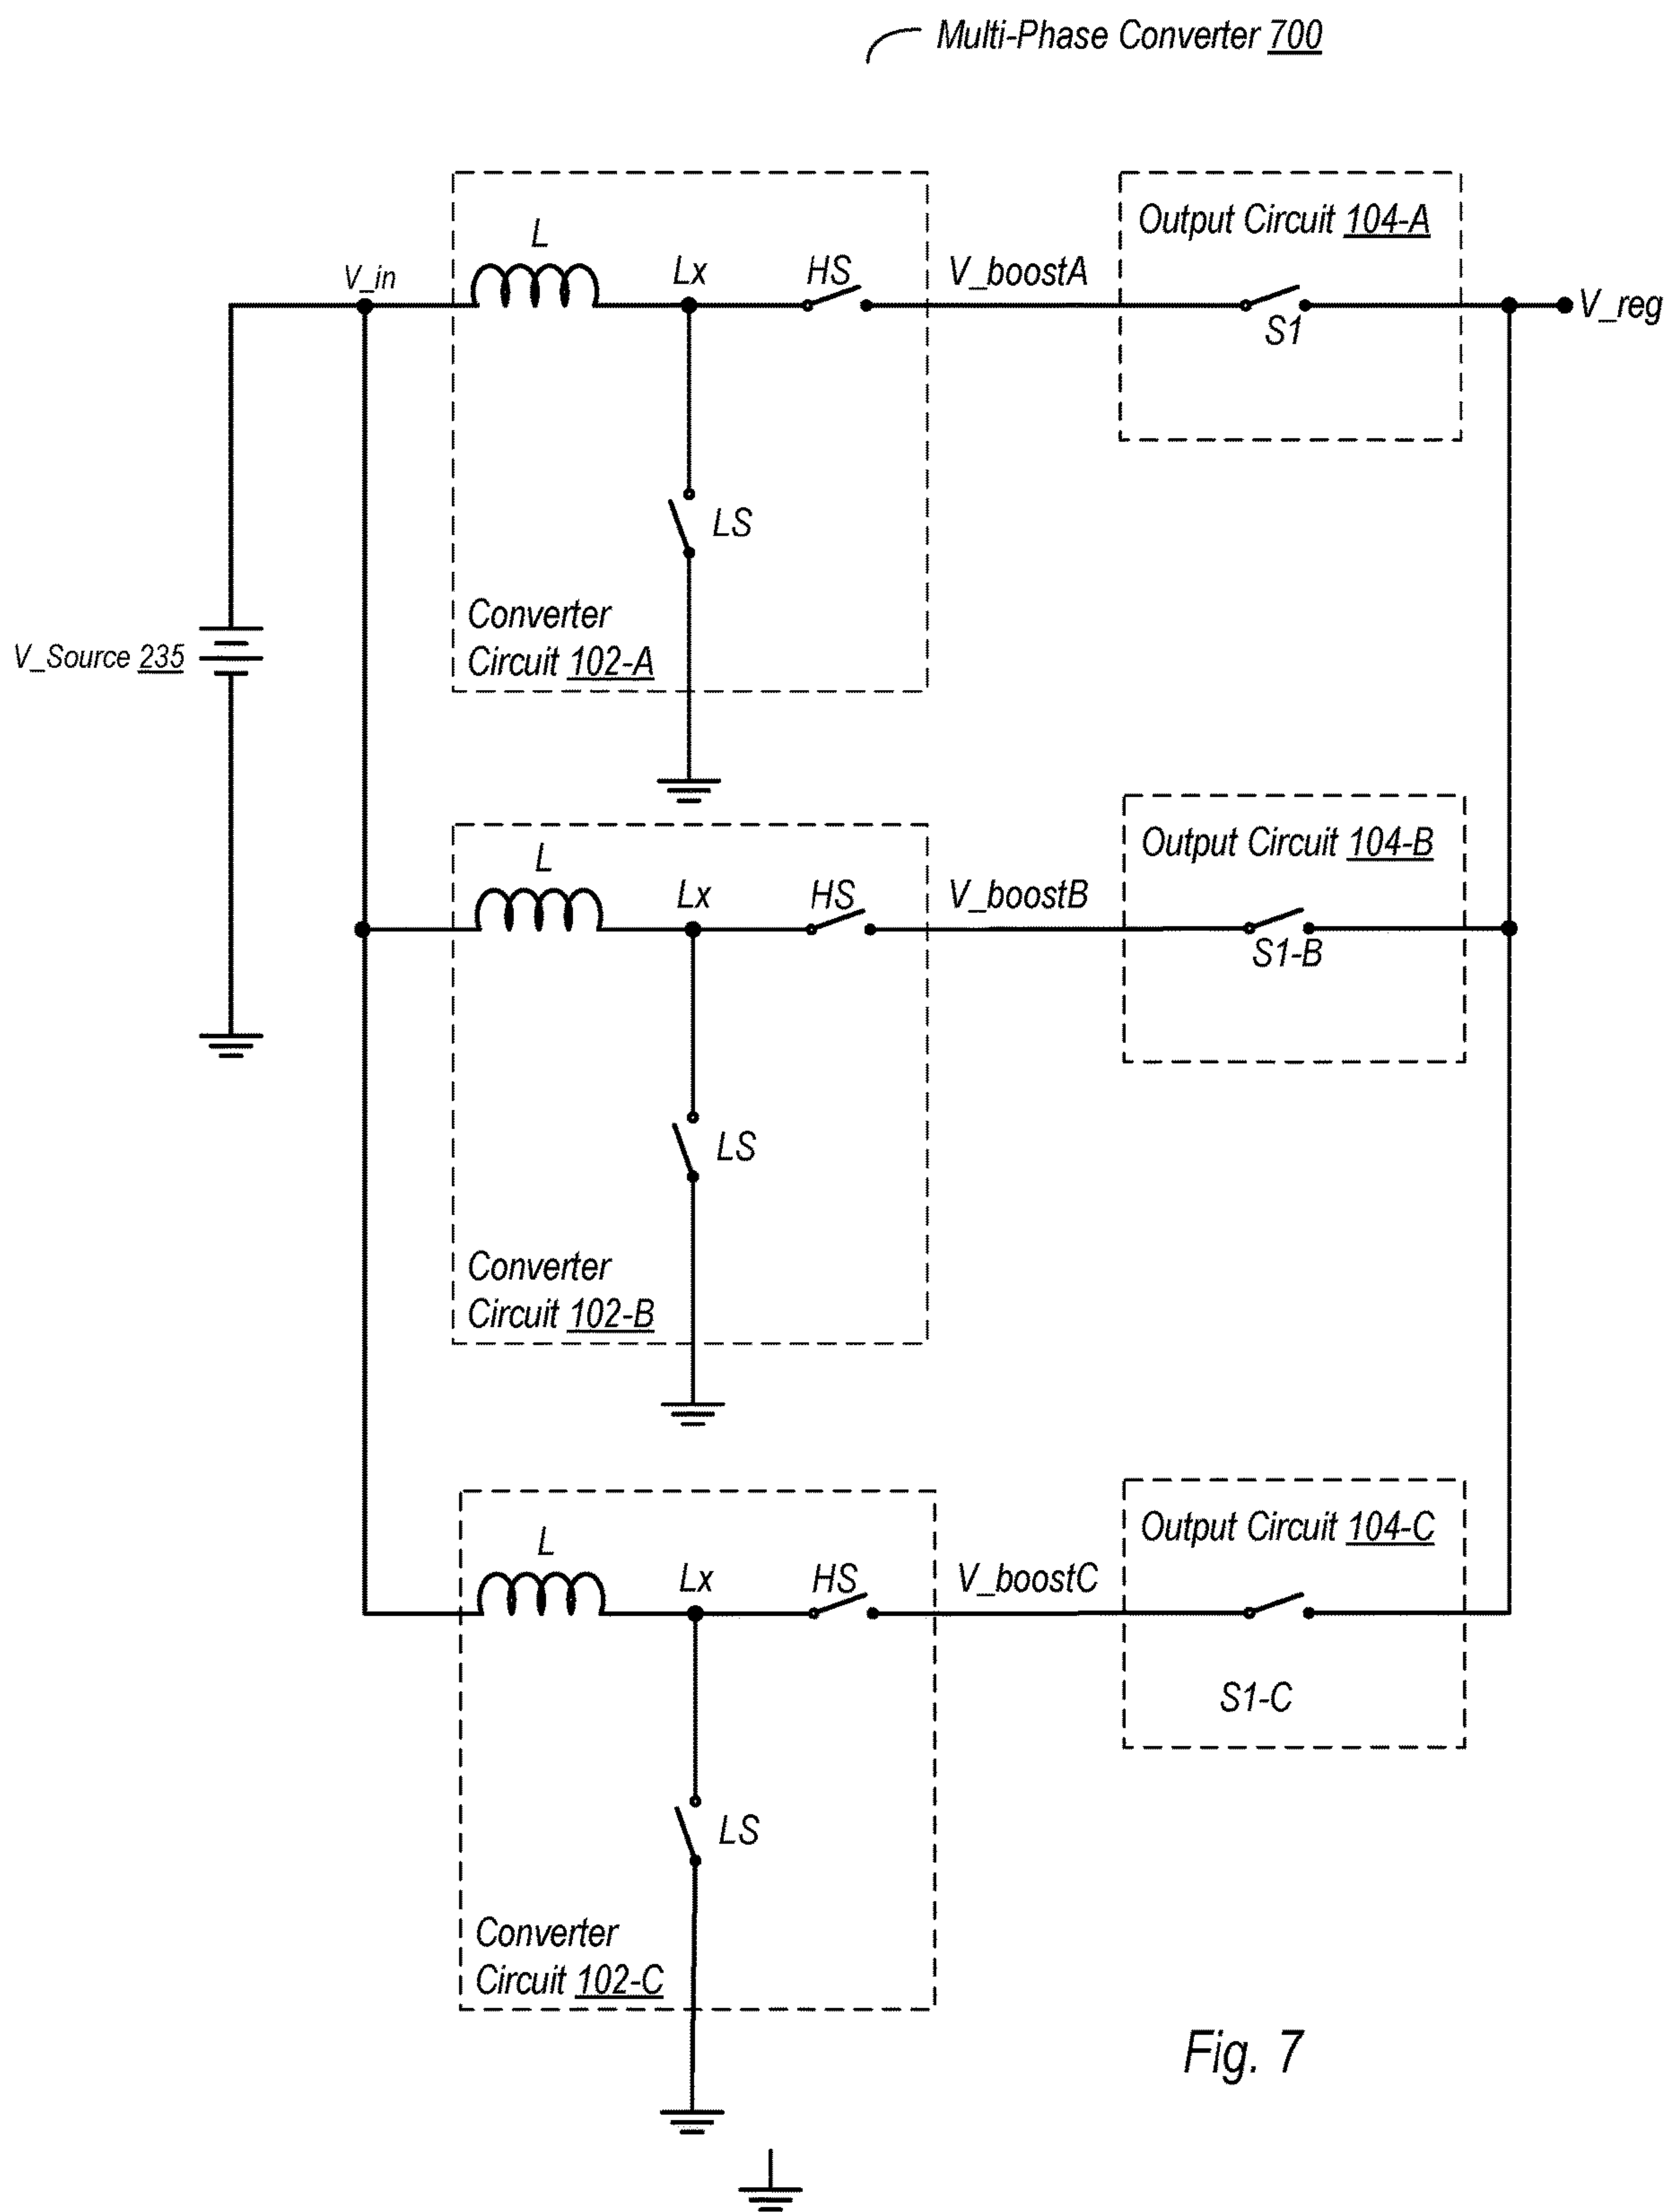 Multi-Phase Converter 700
Output Circuit 104-A
L
V_in
Lx
HS
V_boostA
V_reg
S1
LS
Converter
Circuit 102-A
V_Source 235
Output Circuit 104-B
L
Lx
HS
V_boostB
S1-B
LS
Converter
Circuit 102-B
Output Circuit 104-C
L
Lx
HS
V_boostC
S1-C
LS
Converter
Circuit 102-C
Fig. 7